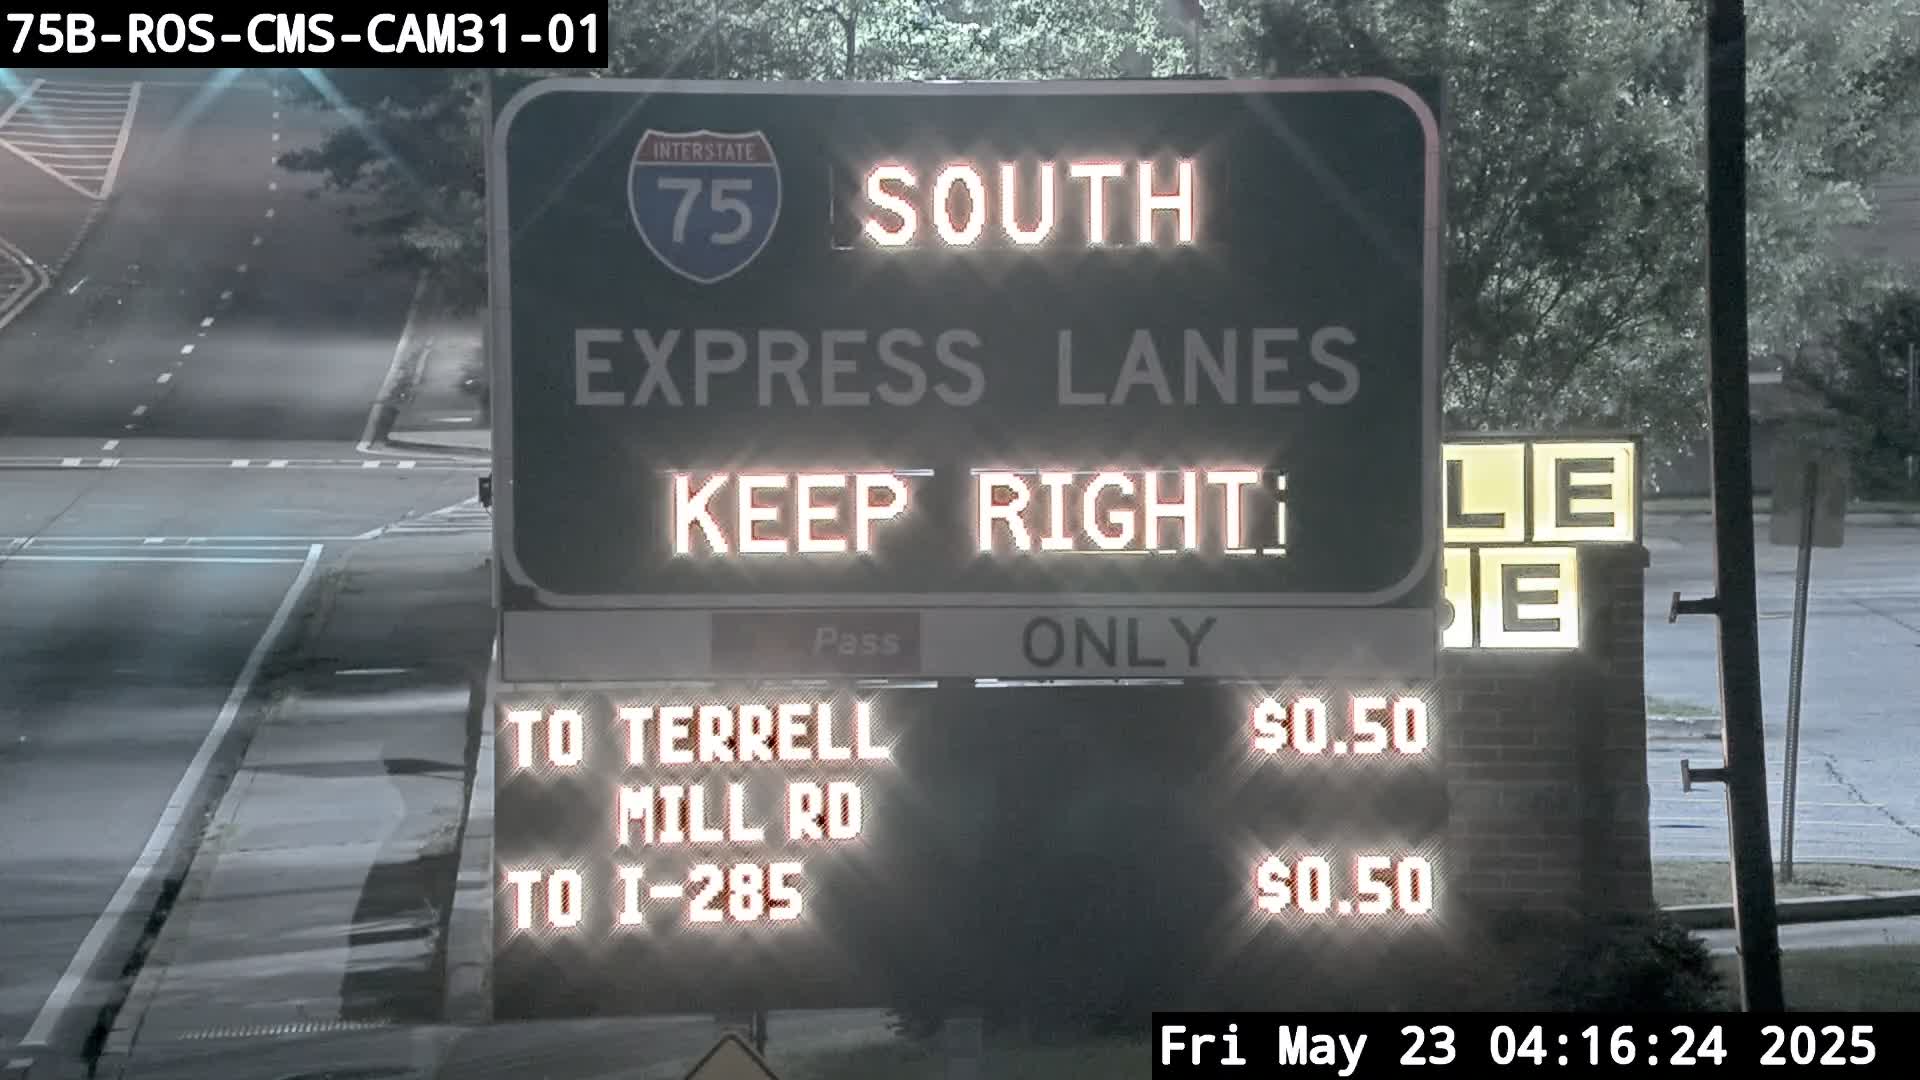 75B-ROS-CMS-CAM31-01
INTERSTATE
75
SOUTH
EXPRESS LANES
KEEP RIGHT
Pass ONLY
TO TERRELL $0.50
MILL RD
TO I-285 $0.50
LE
E
Fri May 23 04:16:24 2025